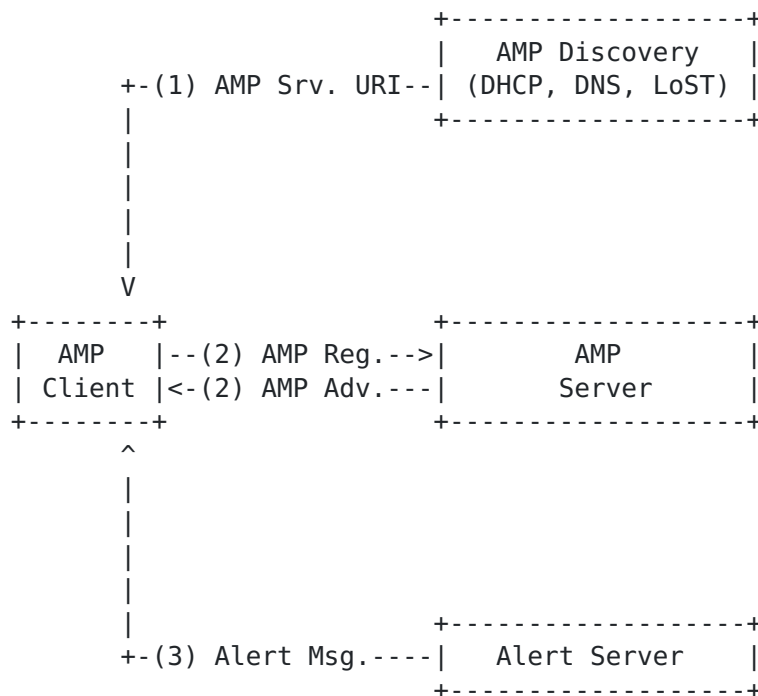 AMP Discovery
(1) AMP Srv. URI
(DHCP, DNS, LoST)
V
AMP
(2) AMP Reg.
AMP
Client
(2) AMP Adv.
Server
^
(3) Alert Msg.
Alert Server